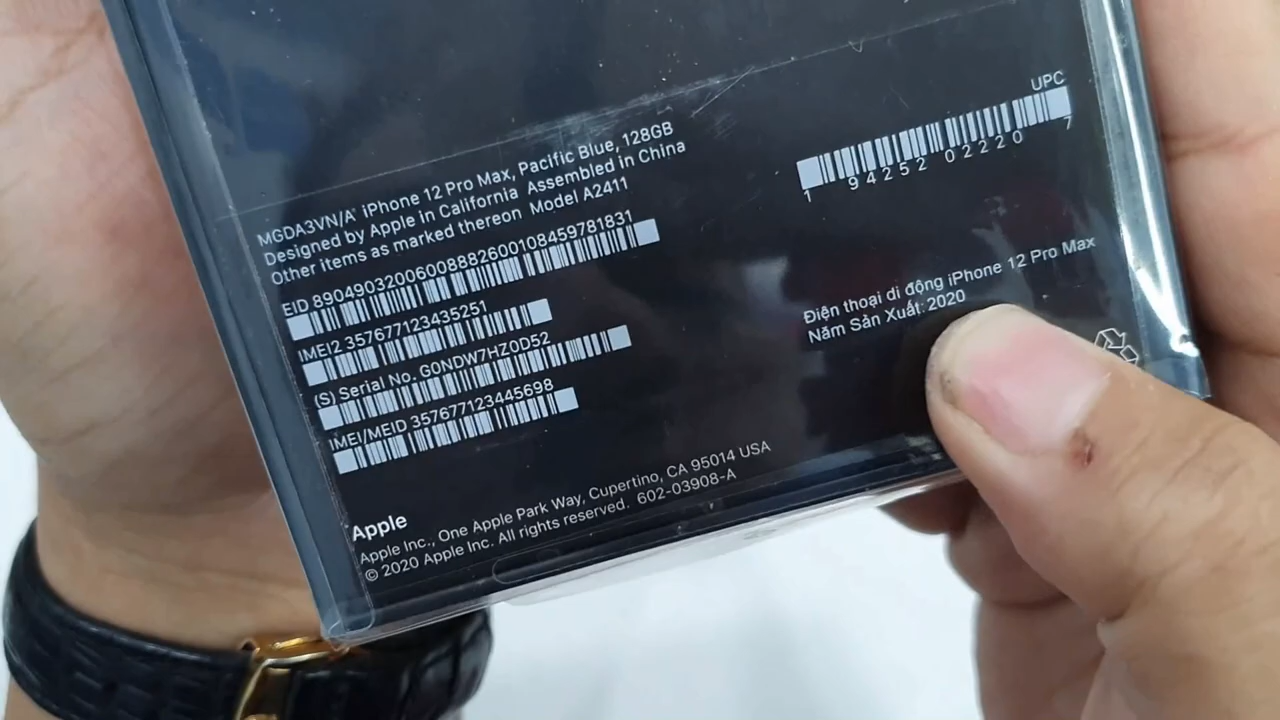 MGDA3VN/A iPhone 12 Pro Max, Pacific Blue, 128GB
Designed by Apple in California Assembled in China
Other items as marked thereon Model A2411
EID 89049032006008882600108459781831
IMEI2 357677123435251
(S) Serial No. G0NDW7HZ0D52
IMEI/MEID 357677123445698
UPC
1 94252 02220 7
Điện thoại di động iPhone 12 Pro Max
Năm Sản Xuất: 2020
Apple
Apple Inc., One Apple Park Way, Cupertino, CA 95014 USA
© 2020 Apple Inc. All rights reserved. 602-03908-A